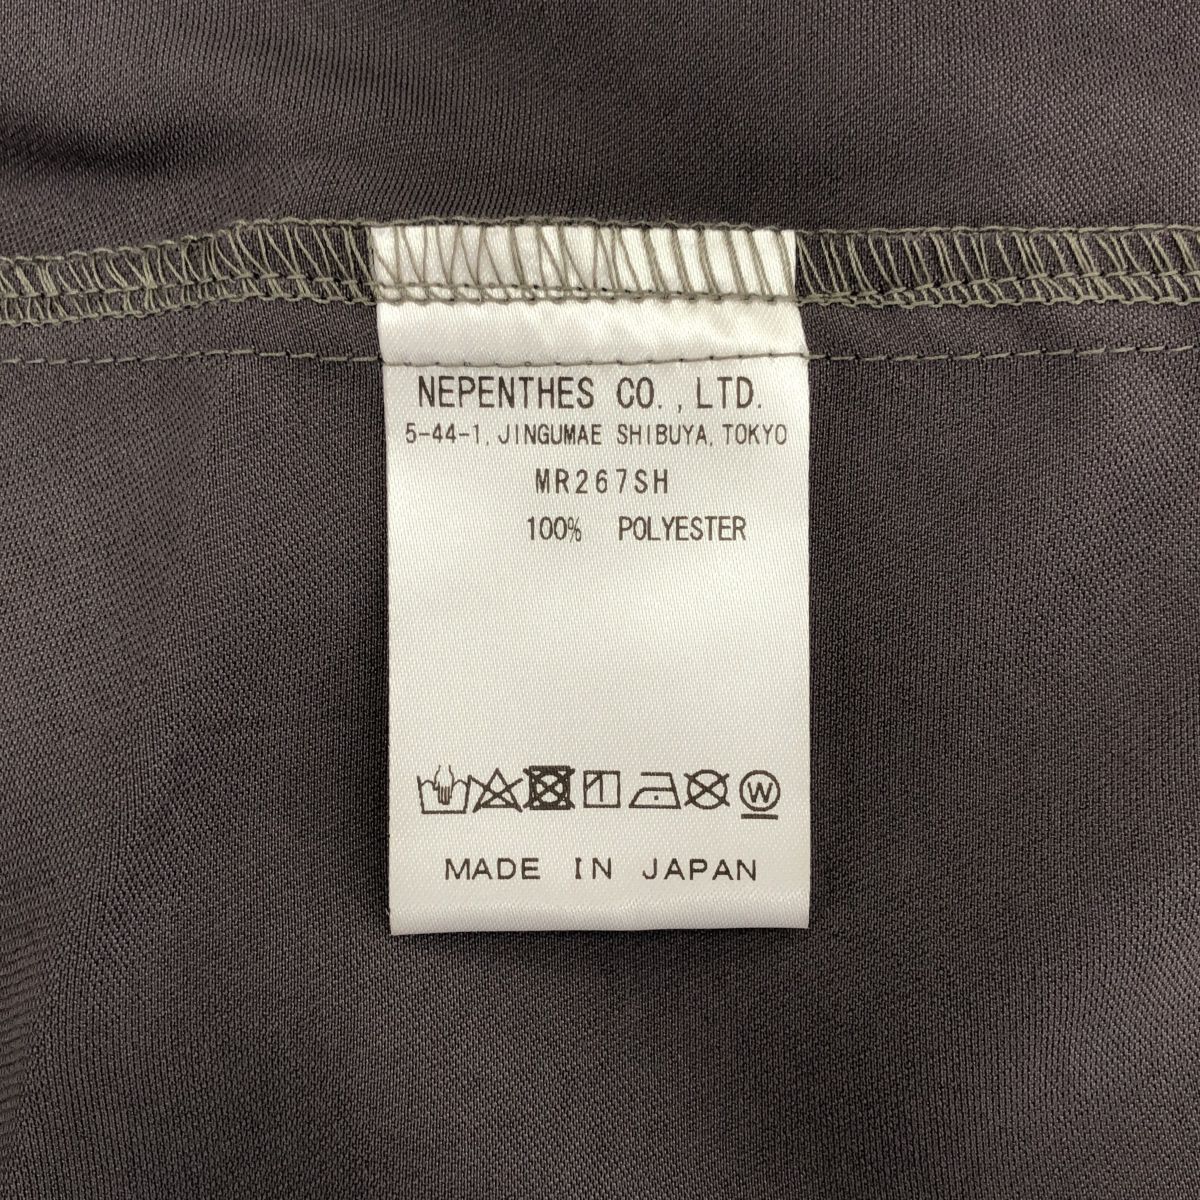 NEPENTHES CO.,LTD.
5-44-1,JINGUMAE SHIBUYA,TOKYO
MR267SH
100% POLYESTER
W
MADE IN JAPAN